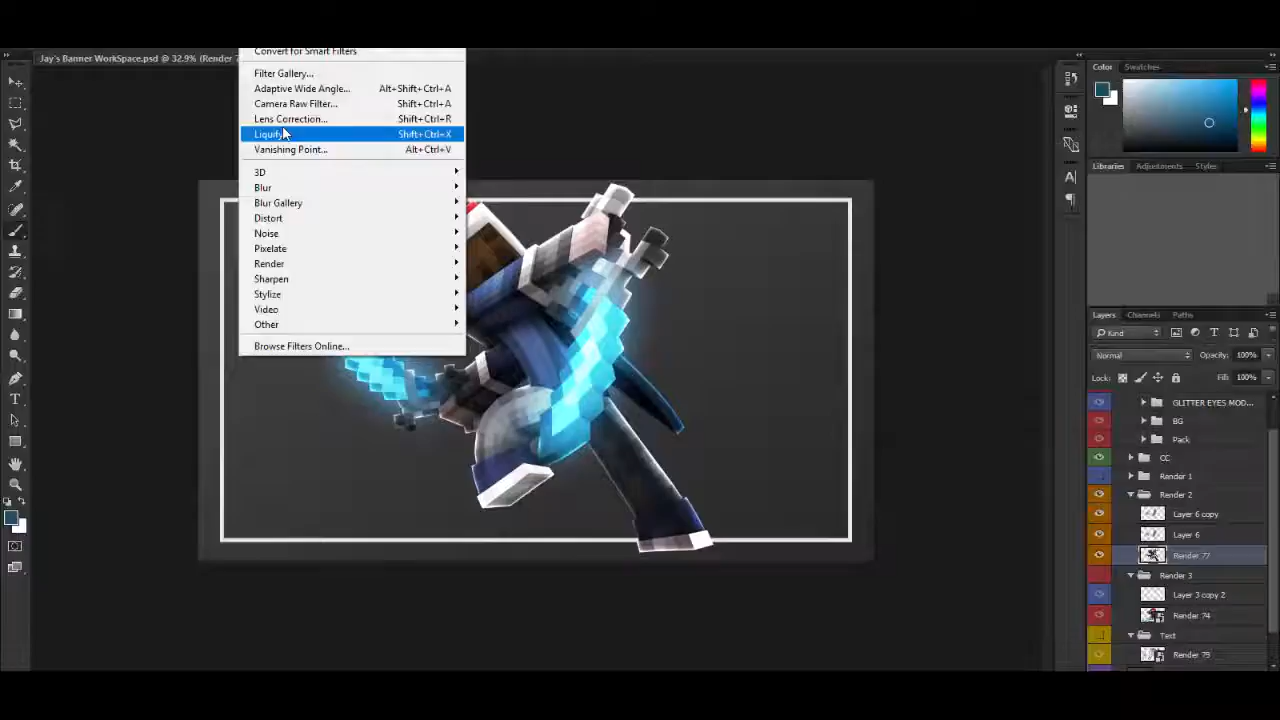 Convert for Smart Filters
Jay's Banner WorkSpace.psd @ 32.9% (Render 7
Color Swatches
Filter Gallery...
Adaptive Wide Angle... Alt+Shift+Ctrl+A
Camera Raw Filter... Shift+Ctrl+A
Lens Correction... Shift+Ctrl+R
Liquify Shift+Ctrl+X
Vanishing Point... Alt+Ctrl+V
Libraries Adjustments Styles
3D
Blur
Blur Gallery
Distort
Noise
Pixelate
Render
Sharpen
Stylize
Video
Other
Browse Filters Online...
Layers Channels Paths
Kind
Normal Opacity: 100%
Lock: Fill: 100%
GLITTER EYES MOD...
BG
Pack
CC
Render 1
Render 2
Layer 6 copy
Layer 6
Render 77
Render 3
Layer 3 copy 2
Render 74
Text
Render 79